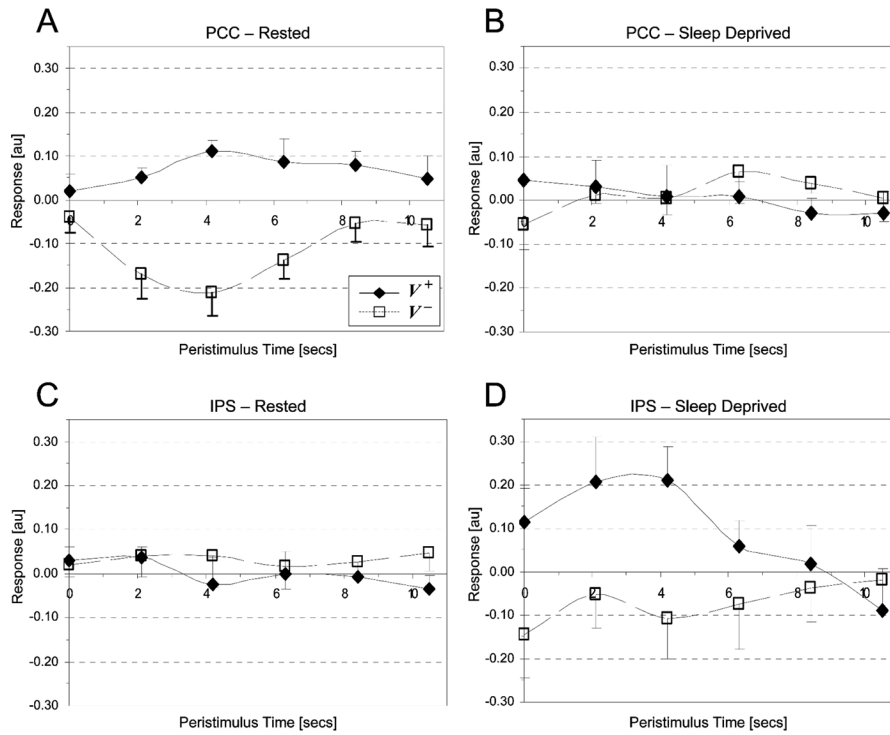 A
PCC – Rested
0.30
0.20
0.10
0.00
-0.10
-0.20
-0.30
0 2 4 6 8 10
Response [au]
Peristimulus Time [secs]
V+
V−
B
PCC – Sleep Deprived
0.30
0.20
0.10
0.00
-0.10
-0.20
-0.30
0 2 4 6 8 10
Response [au]
Peristimulus Time [secs]
C
IPS – Rested
0.30
0.20
0.10
0.00
-0.10
-0.20
-0.30
0 2 4 6 8 10
Response [au]
Peristimulus Time [secs]
D
IPS – Sleep Deprived
0.30
0.20
0.10
0.00
-0.10
-0.20
-0.30
0 2 4 6 8 10
Response [au]
Peristimulus Time [secs]